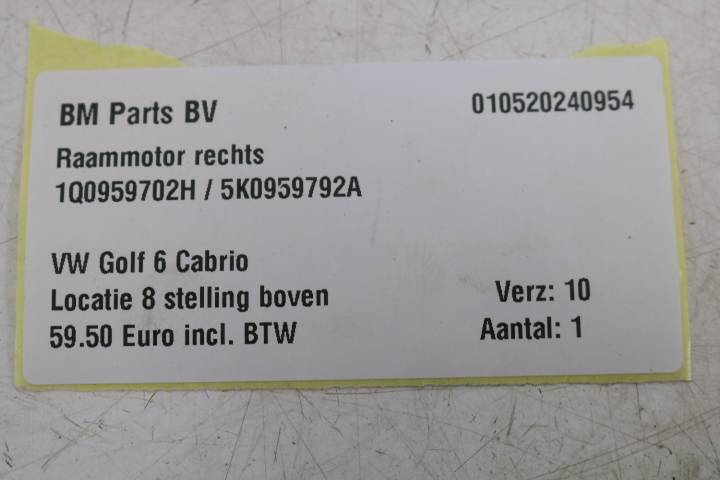 BM Parts BV 010520240954
Raammotor rechts
1Q0959702H / 5K0959792A
VW Golf 6 Cabrio
Locatie 8 stelling boven Verz: 10
59.50 Euro incl. BTW Aantal: 1